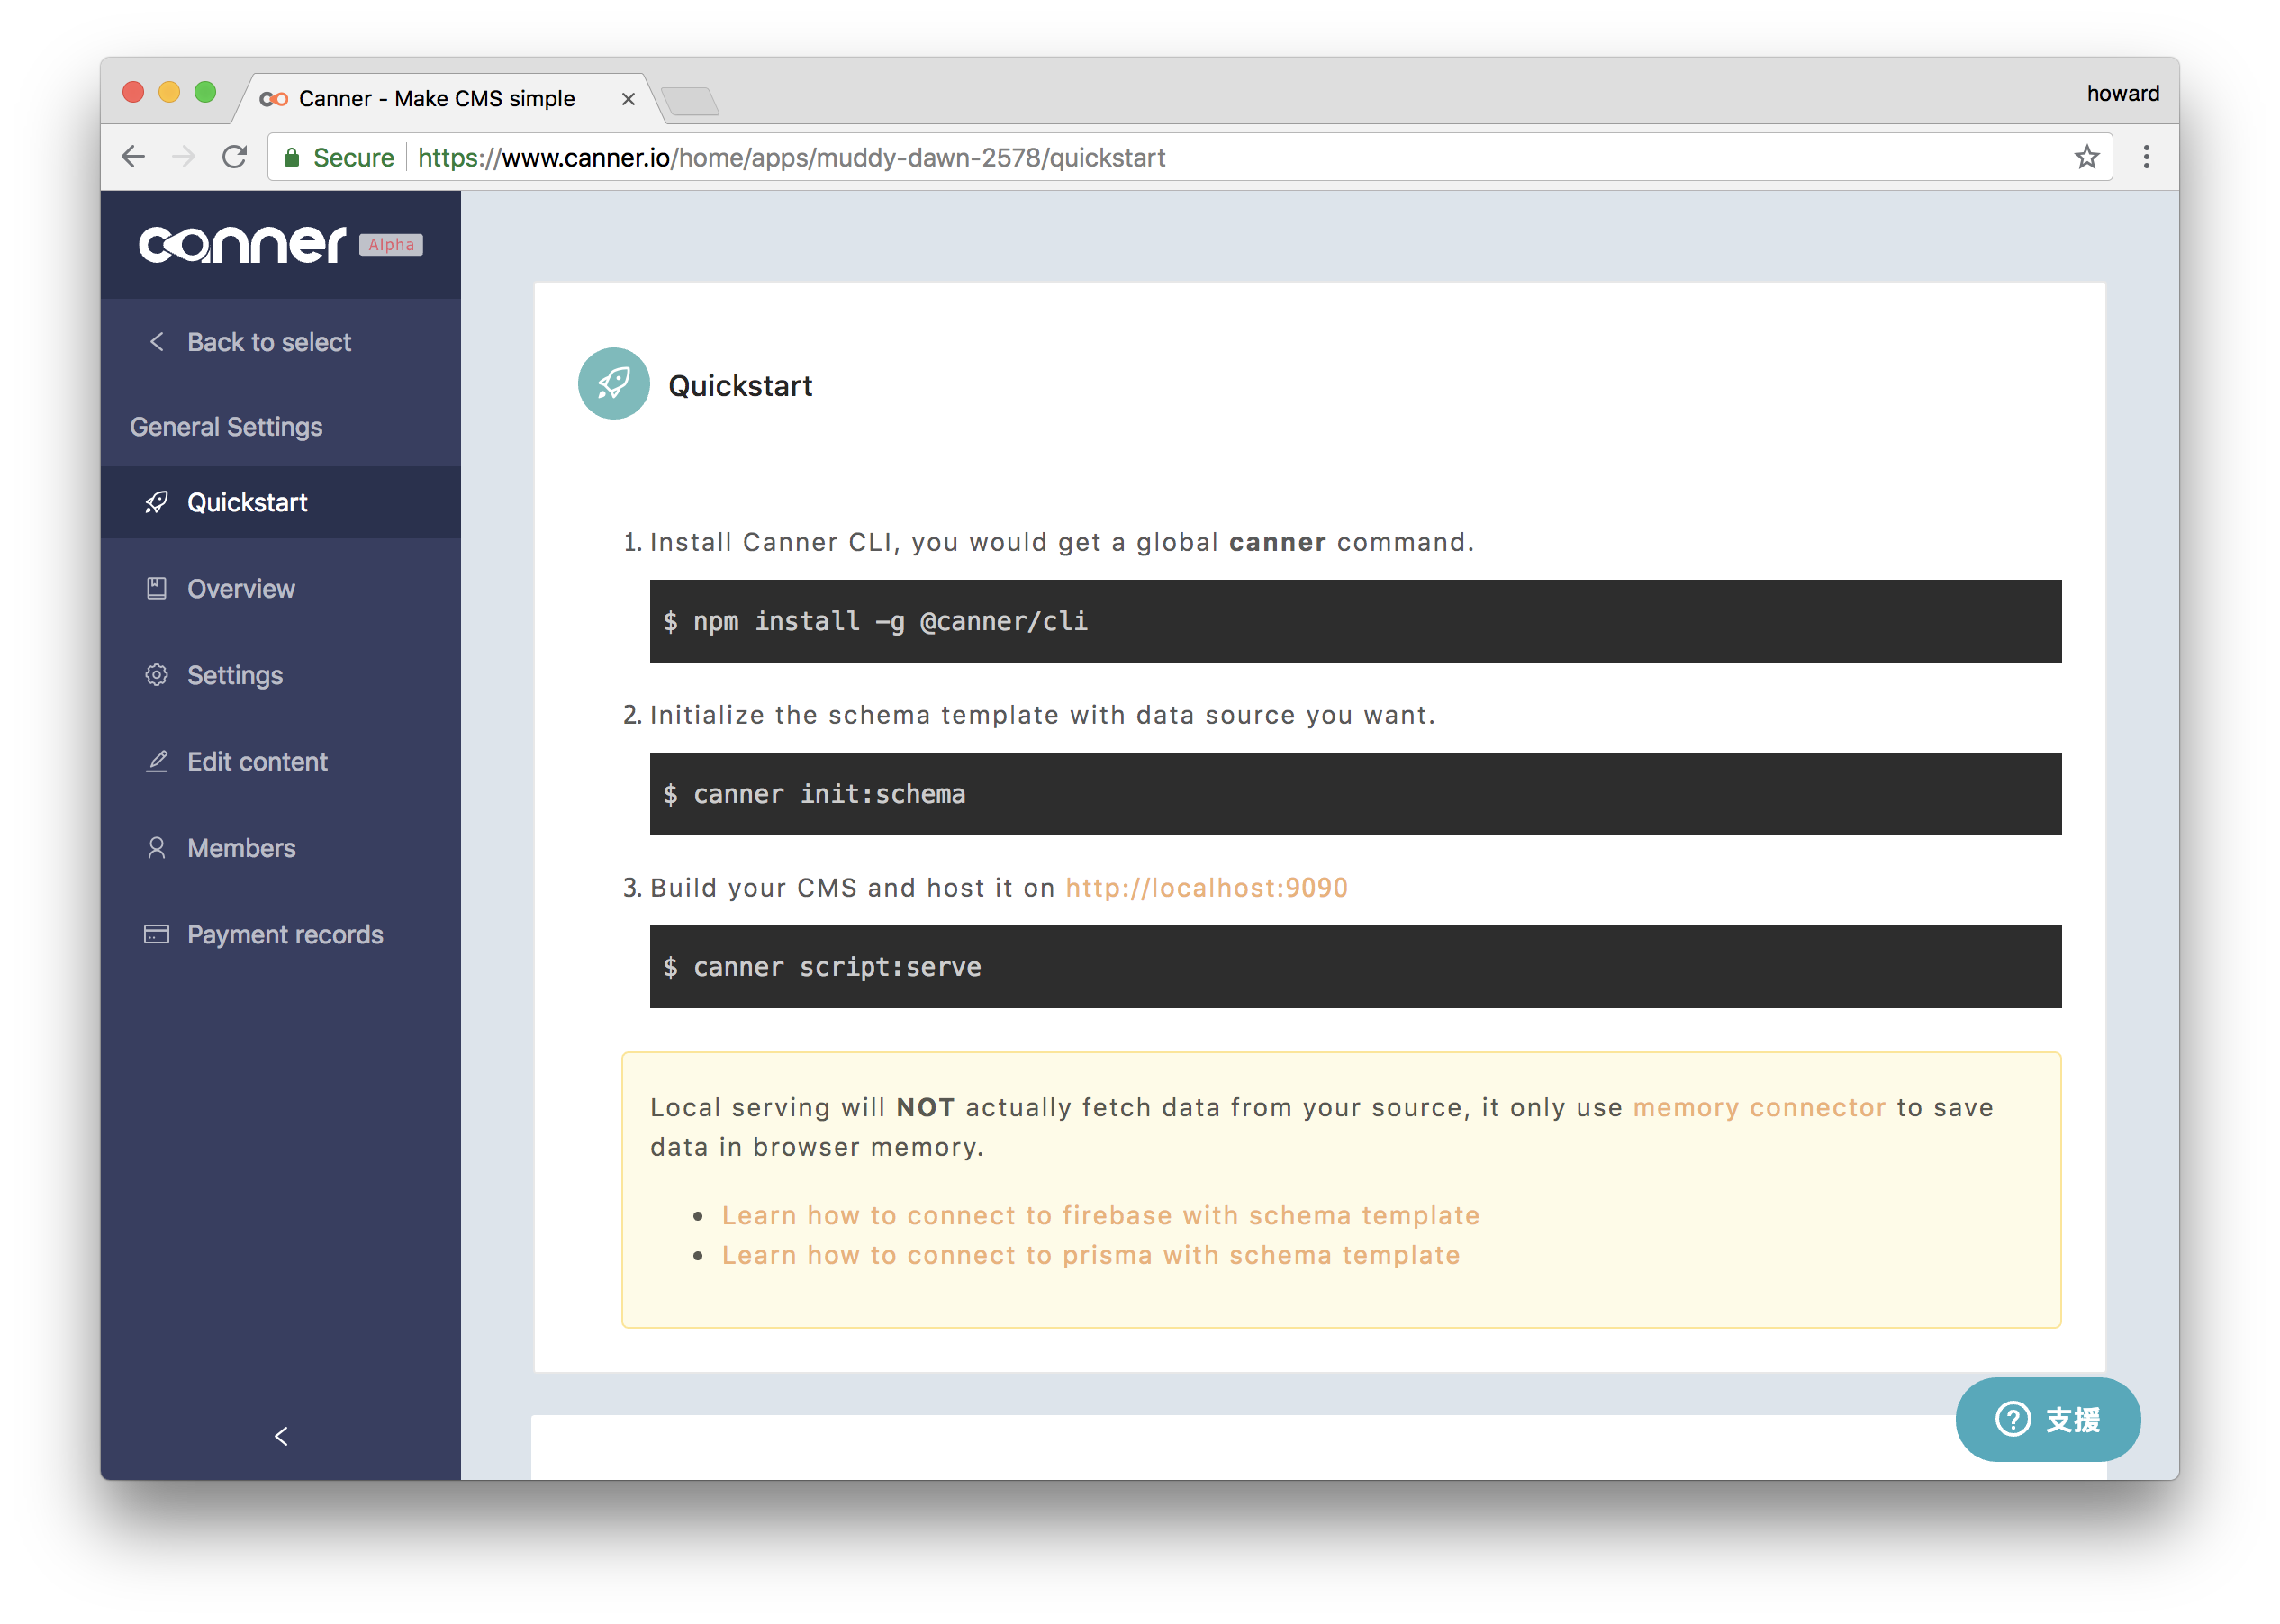 Canner - Make CMS simple
howard
Secure https://www.canner.io/home/apps/muddy-dawn-2578/quickstart
canner Alpha
Back to select
General Settings
Quickstart
Overview
Settings
Edit content
Members
Payment records
Quickstart
1. Install Canner CLI, you would get a global canner command.
$ npm install -g @canner/cli
2. Initialize the schema template with data source you want.
$ canner init:schema
3. Build your CMS and host it on http://localhost:9090
$ canner script:serve
Local serving will NOT actually fetch data from your source, it only use memory connector to save
data in browser memory.
• Learn how to connect to firebase with schema template
• Learn how to connect to prisma with schema template
支援